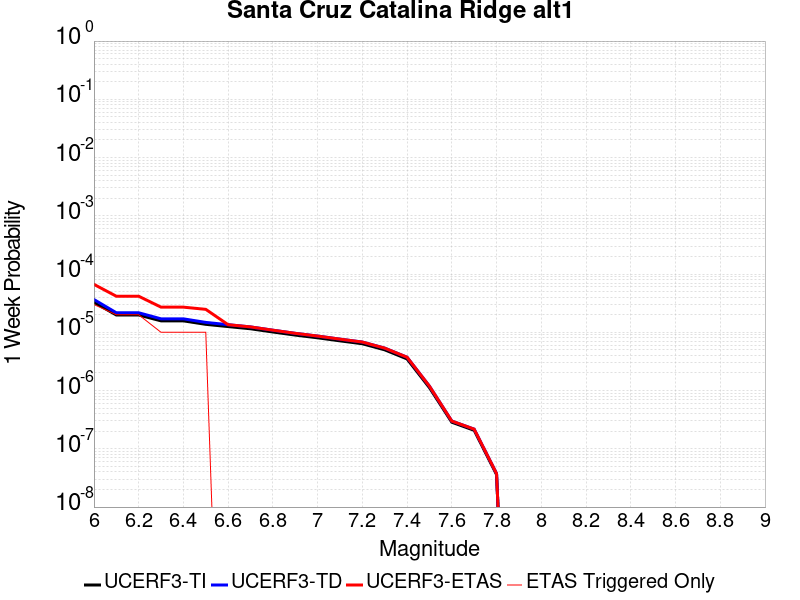 Santa Cruz Catalina Ridge alt1
10^0
10^-1
10^-2
10^-3
10^-4
10^-5
10^-6
10^-7
10^-8
1 Week Probability
6 6.2 6.4 6.6 6.8 7 7.2 7.4 7.6 7.8 8 8.2 8.4 8.6 8.8 9
Magnitude
UCERF3-TI UCERF3-TD UCERF3-ETAS ETAS Triggered Only